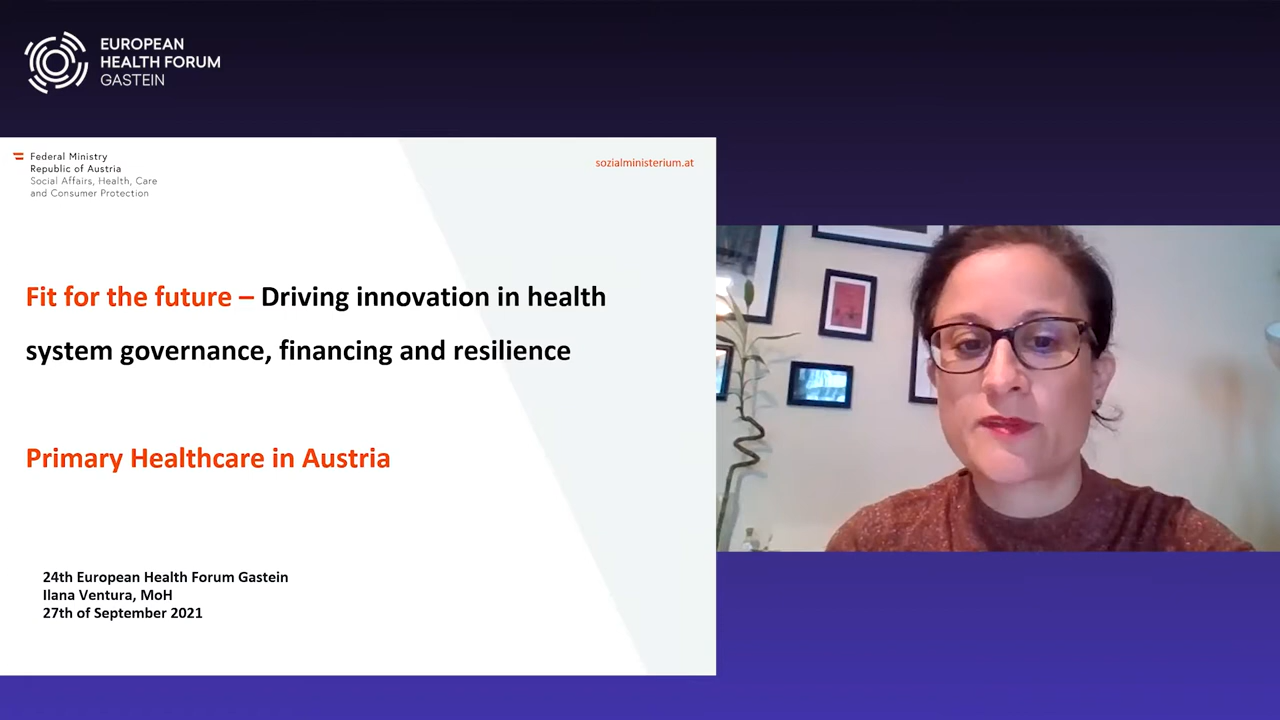 EUROPEAN
HEALTH FORUM
GASTEIN
Federal Ministry
Republic of Austria
Social Affairs, Health, Care
and Consumer Protection
sozialministerium.at
Fit for the future – Driving innovation in health
system governance, financing and resilience
Primary Healthcare in Austria
24th European Health Forum Gastein
Ilana Ventura, MoH
27th of September 2021